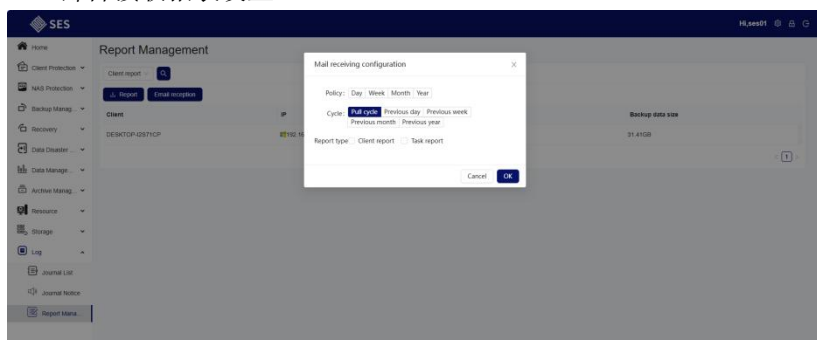 SES
Hi,ses01
Home
Client Protection
NAS Protection
Backup Manag...
Recovery
Data Disaster ...
Data Manage...
Archive Manag...
Resource
Storage
Log
Journal List
Journal Notice
Report Mana...
Report Management
Client report
Report
Email reception
Client
IP
Backup data size
DESKTOP-I2871CP
31.41GB
1
Mail receiving configuration
Policy: Day Week Month Year
Cycle: Full cycle Previous day Previous week
Previous month Previous year
Report type Client report Task report
Cancel OK